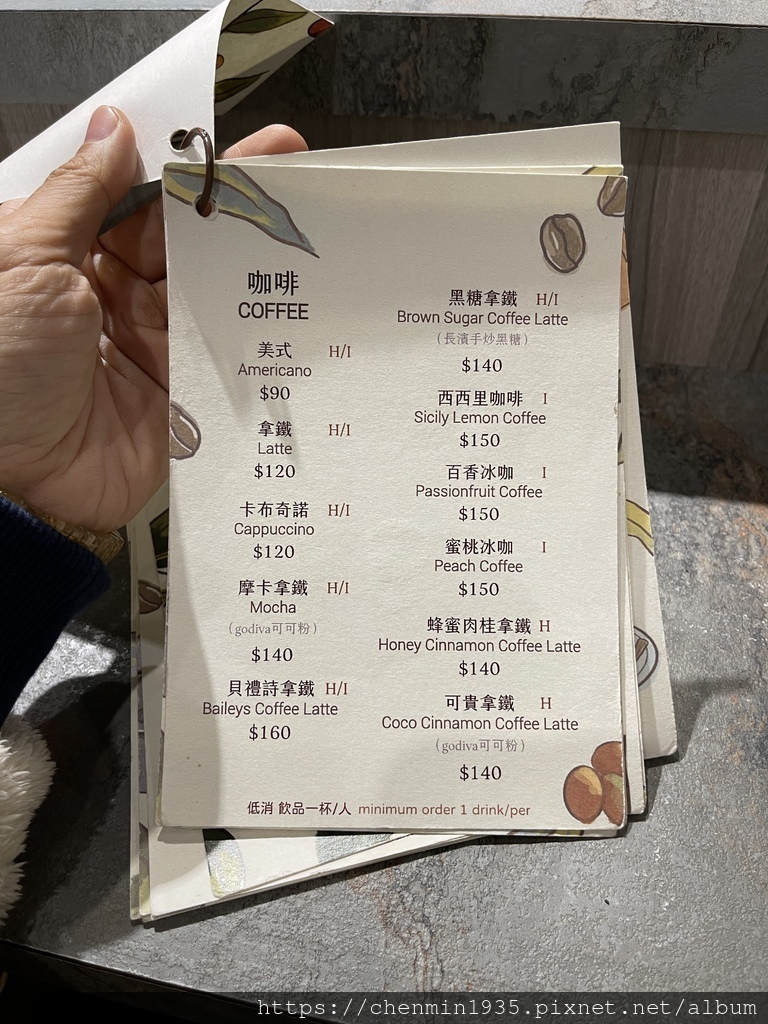 咖啡
COFFEE
美式 H/I
Americano
$90
拿鐵 H/I
Latte
$120
卡布奇諾 H/I
Cappuccino
$120
摩卡拿鐵 H/I
Mocha
（godiva可可粉）
$140
貝禮詩拿鐵 H/I
Baileys Coffee Latte
$160
黑糖拿鐵 H/I
Brown Sugar Coffee Latte
（長濱手炒黑糖）
$140
西西里咖啡 I
Sicily Lemon Coffee
$150
百香冰咖 I
Passionfruit Coffee
$150
蜜桃冰咖 I
Peach Coffee
$150
蜂蜜肉桂拿鐵 H
Honey Cinnamon Coffee Latte
$140
可貴拿鐵 H
Coco Cinnamon Coffee Latte
（godiva可可粉）
$140
低消 飲品一杯/人 minimum order 1 drink/per
https://chenmin1935.pixnet.net/album